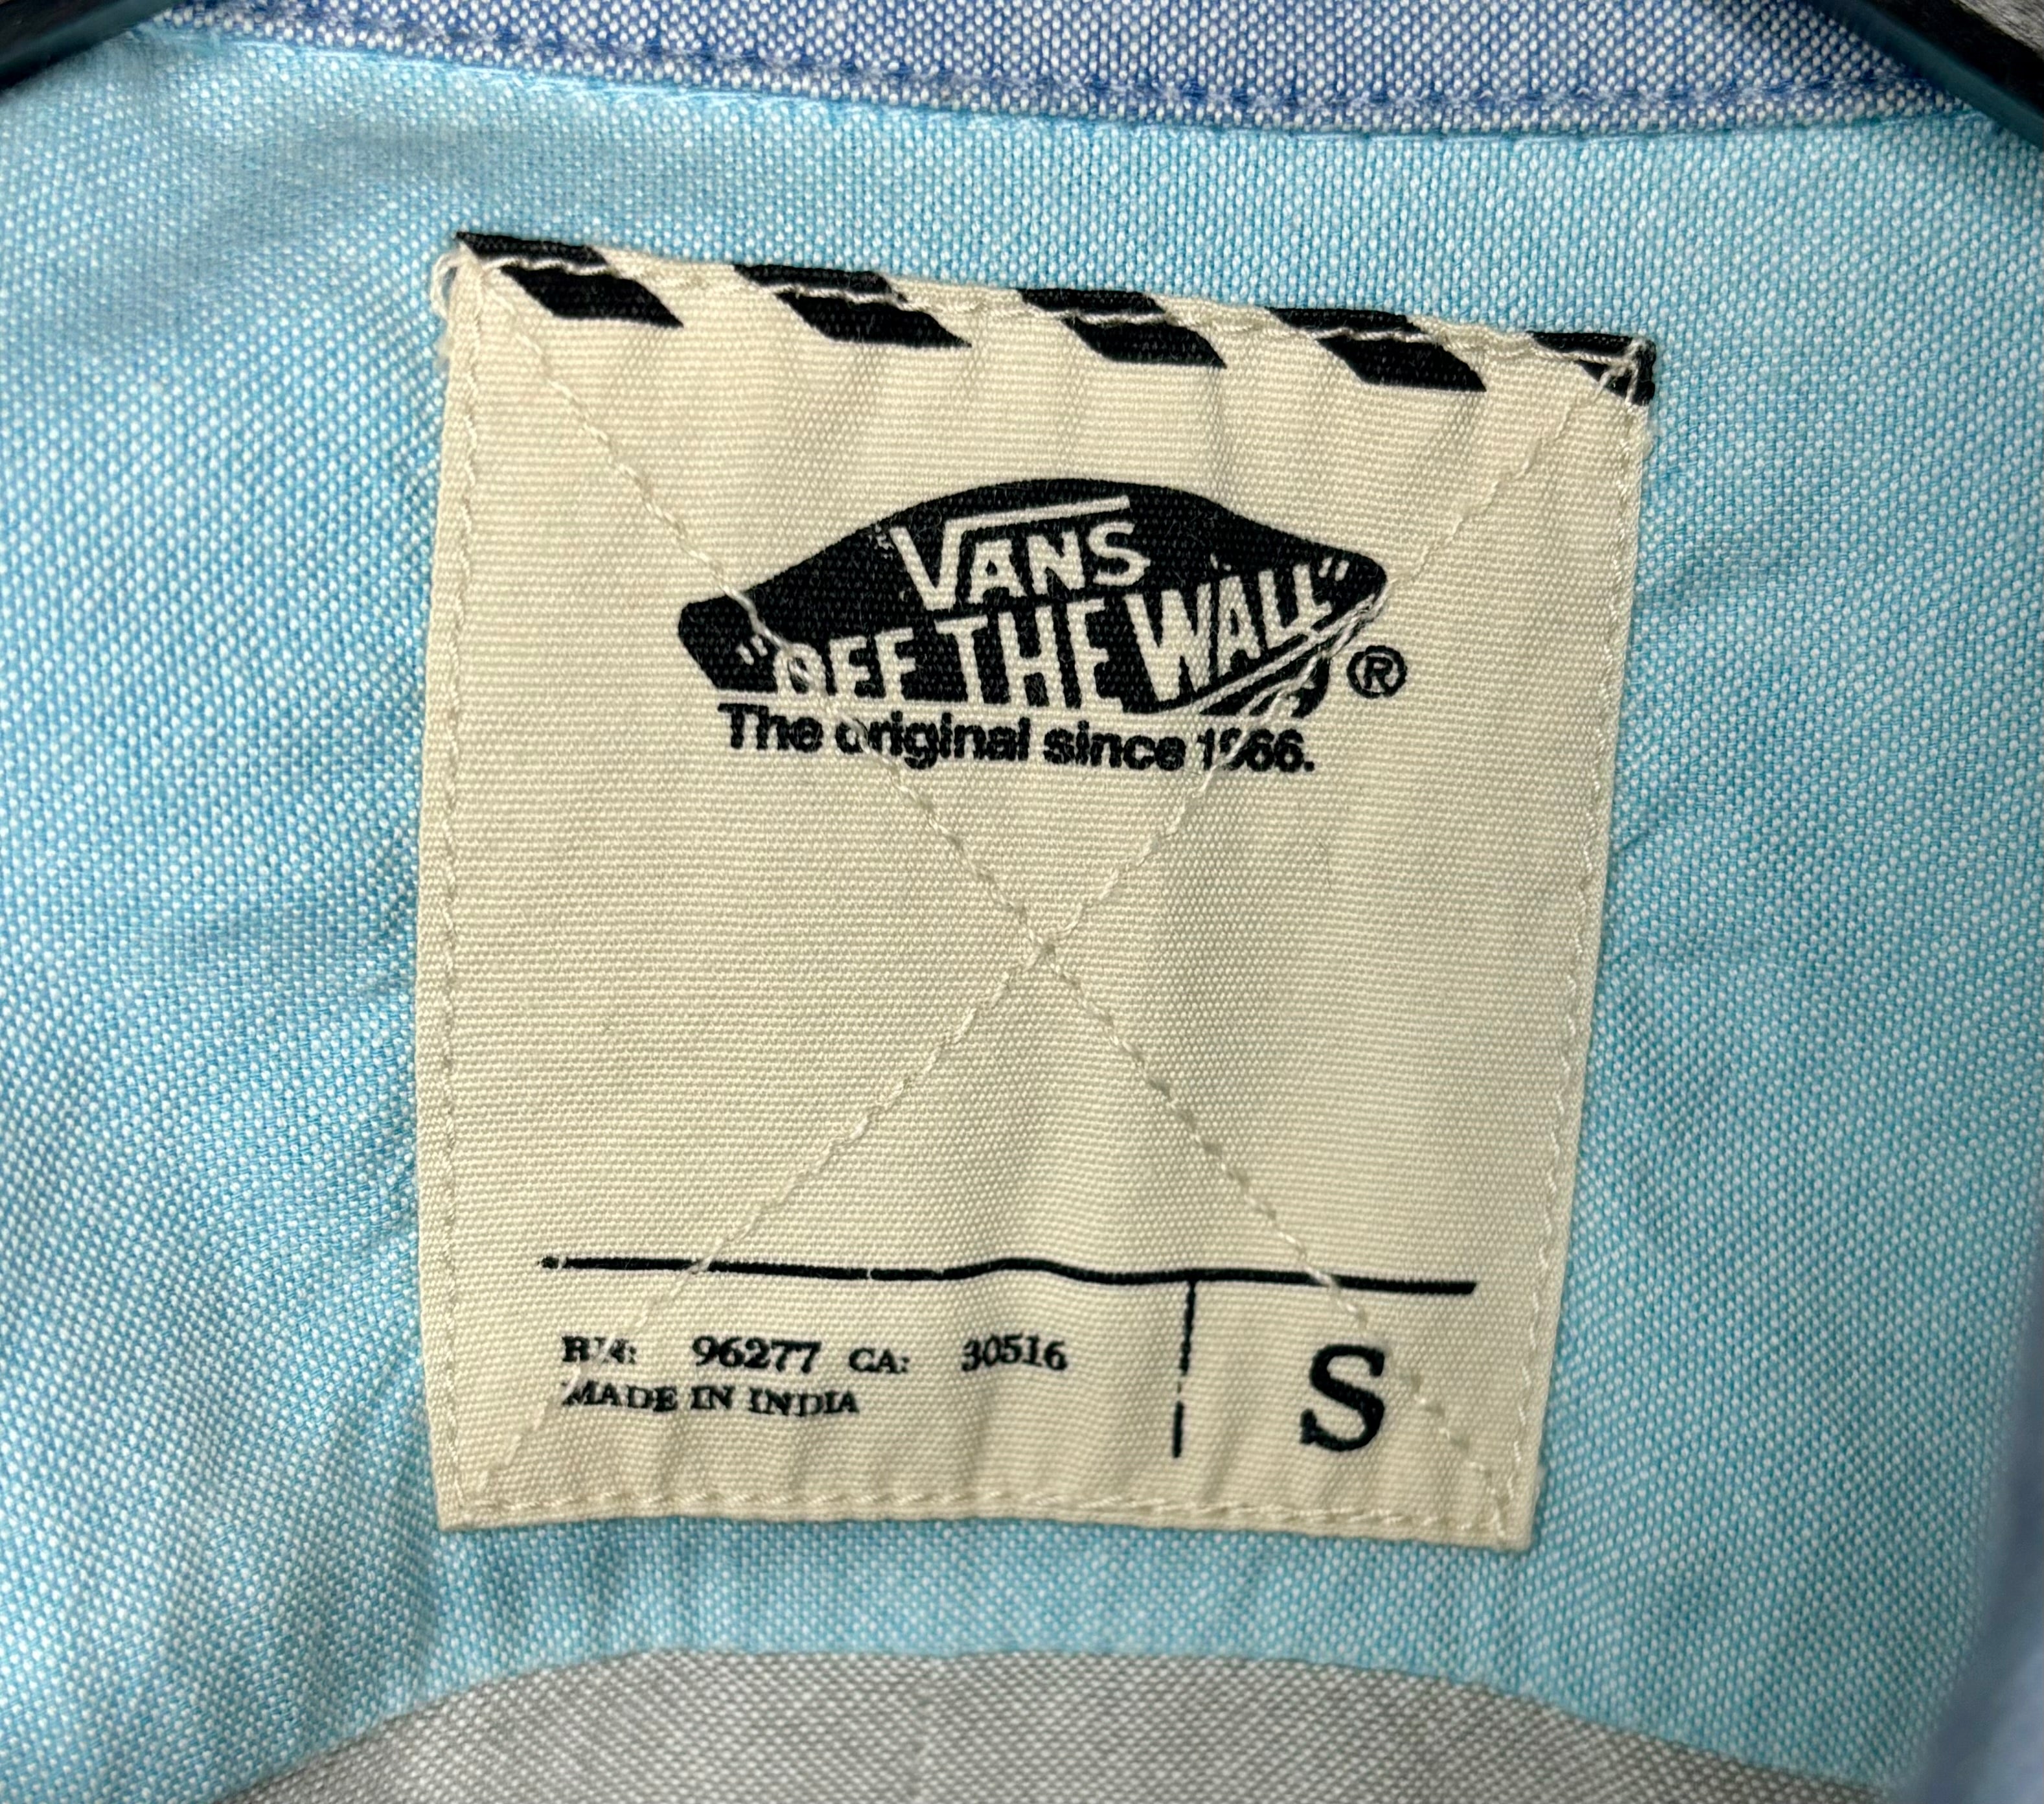 VANS
"OFF THE WALL" ®
The original since 1966.
RN: 96277 CA: 30516
MADE IN INDIA
S